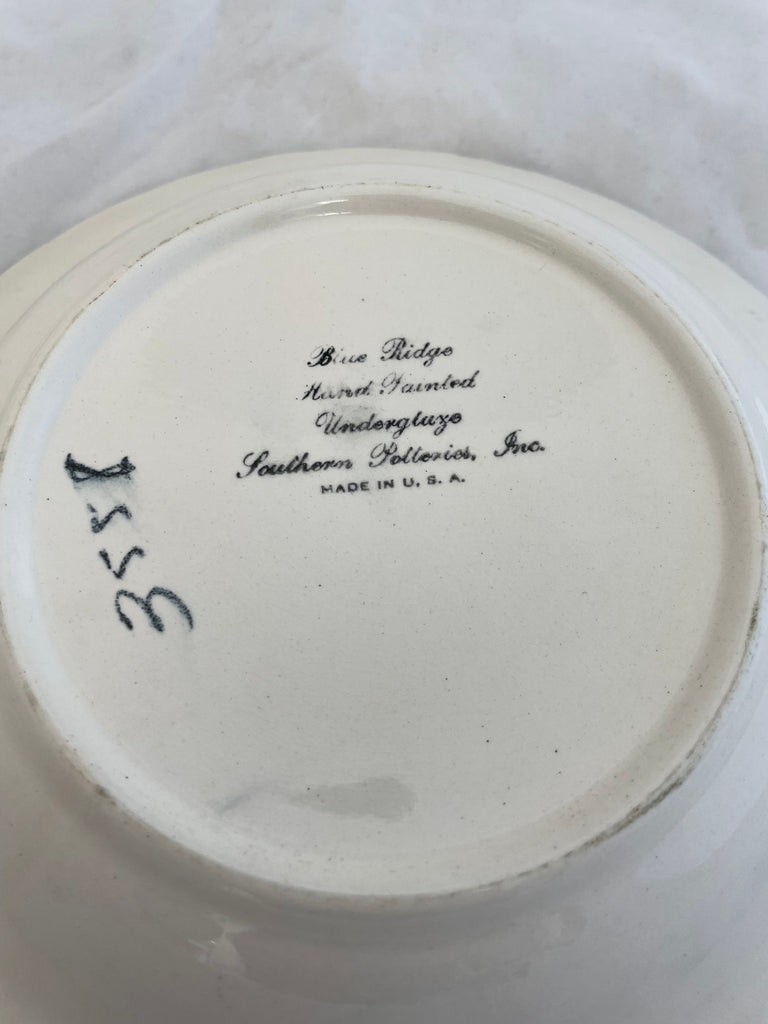 Blue Ridge
Hand Painted
Underglaze
Southern Potteries, Inc.
MADE IN U. S. A.